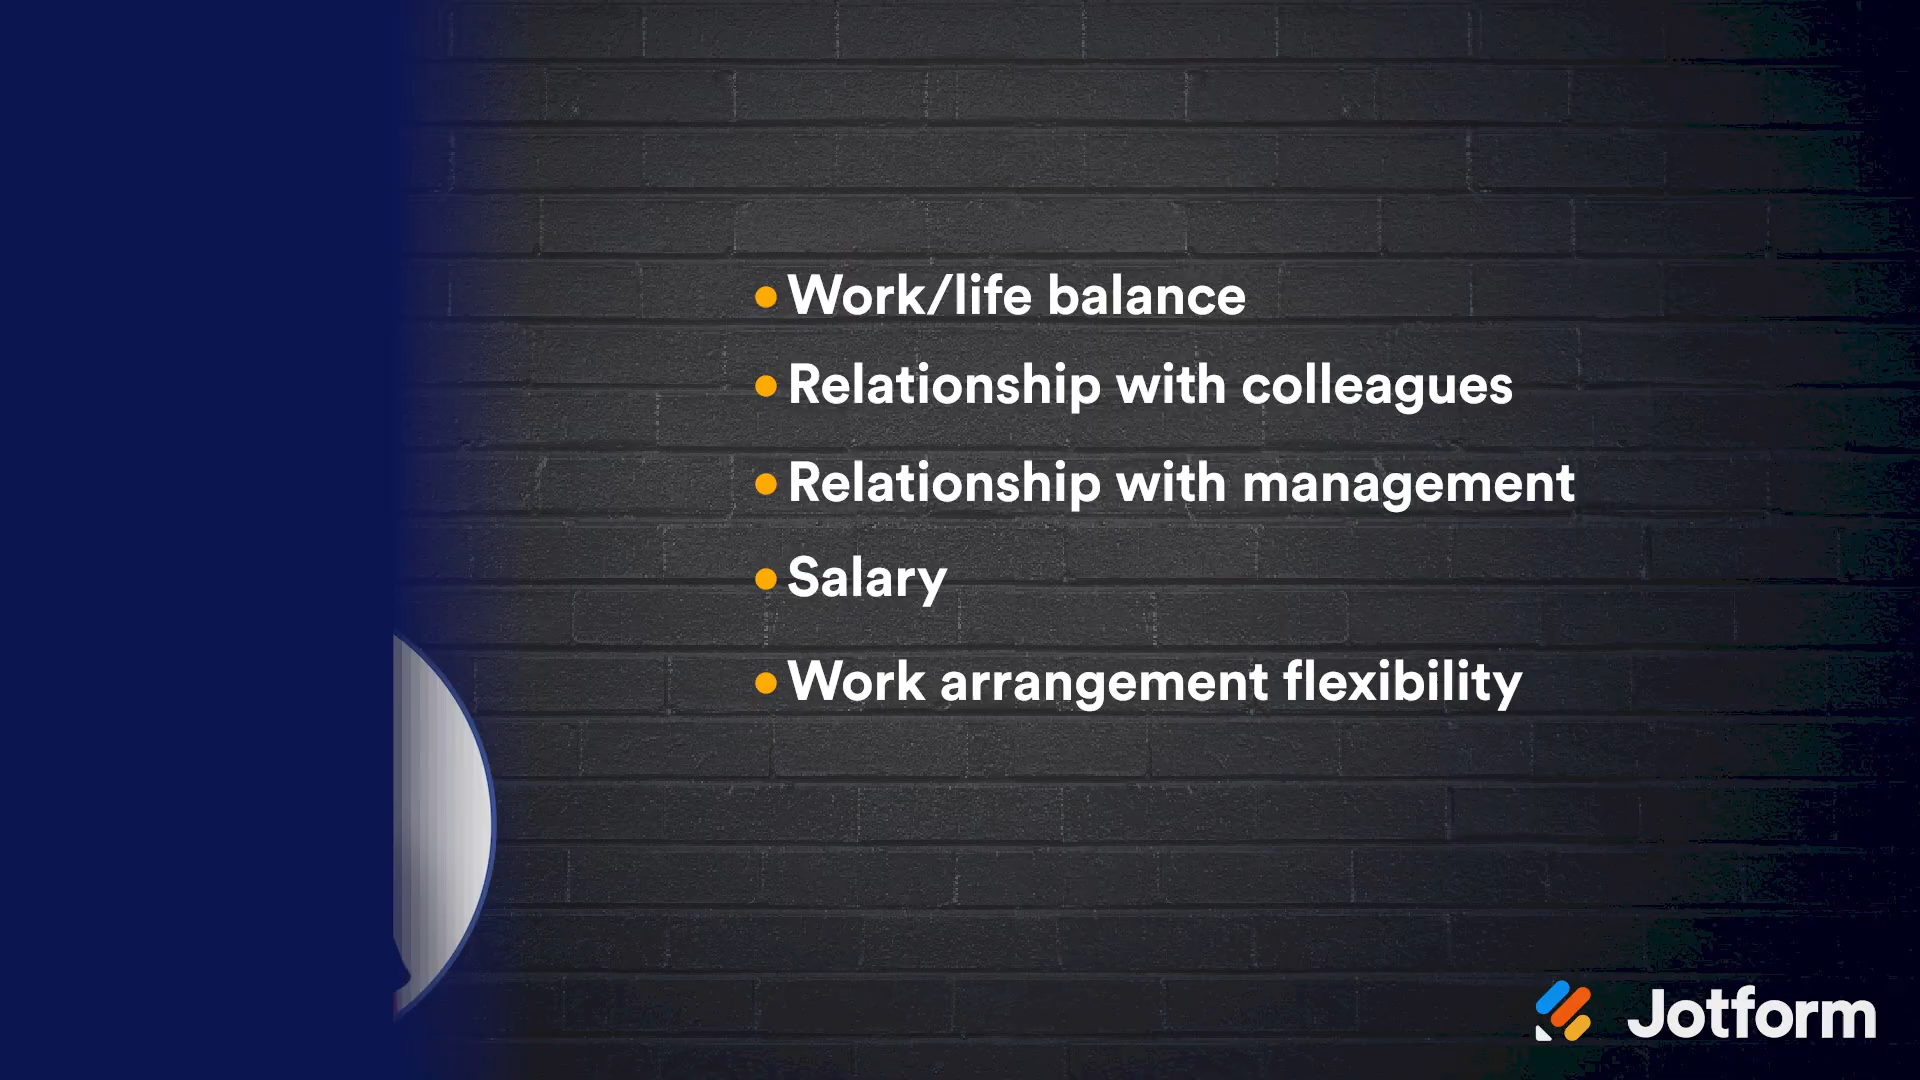 Work/life balance
Relationship with colleagues
Relationship with management
Salary
Work arrangement flexibility
Jotform